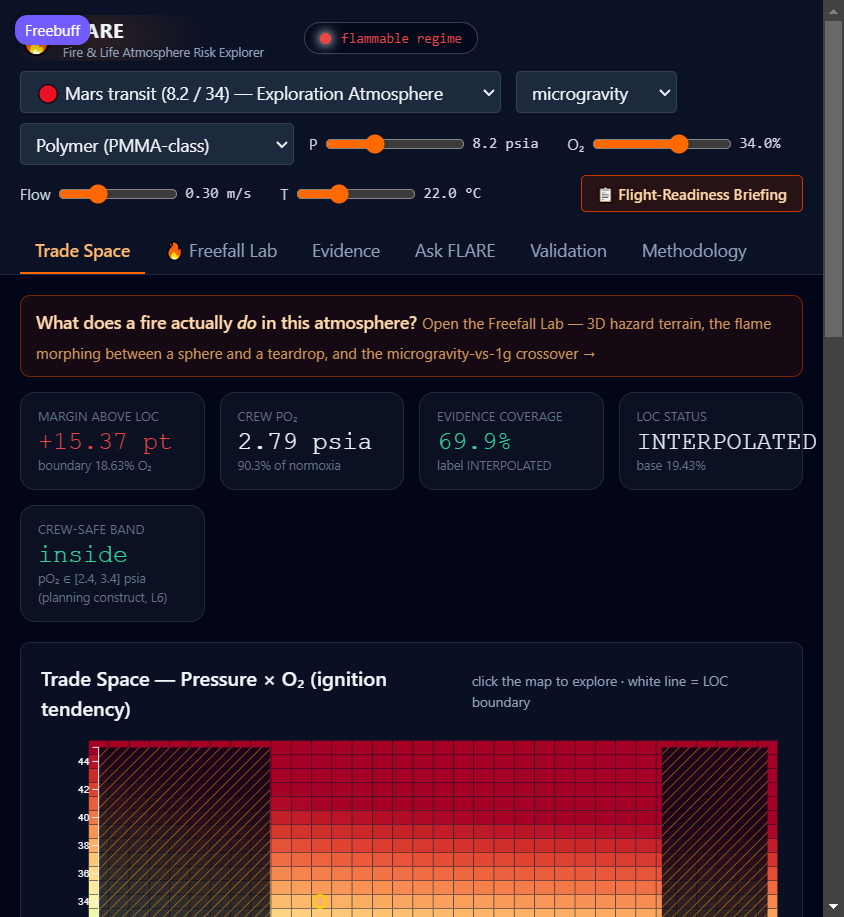 Freebuff
ARE
Fire & Life Atmosphere Risk Explorer
flammable regime
Mars transit (8.2 / 34) — Exploration Atmosphere
microgravity
Polymer (PMMA-class)
P 8.2 psia
O₂ 34.0%
Flow 0.30 m/s
T 22.0 °C
Flight-Readiness Briefing
Trade Space
Freefall Lab
Evidence
Ask FLARE
Validation
Methodology
What does a fire actually do in this atmosphere? Open the Freefall Lab — 3D hazard terrain, the flame
morphing between a sphere and a teardrop, and the microgravity-vs-1g crossover →
MARGIN ABOVE LOC
+15.37 pt
boundary 18.63% O₂
CREW PO₂
2.79 psia
90.3% of normoxia
EVIDENCE COVERAGE
69.9%
label INTERPOLATED
LOC STATUS
INTERPOLATED
base 19.43%
CREW-SAFE BAND
inside
pO₂ ∈ [2.4, 3.4] psia
(planning construct, L6)
Trade Space — Pressure × O₂ (ignition
tendency)
click the map to explore · white line = LOC
boundary
44
42
40
38
36
34